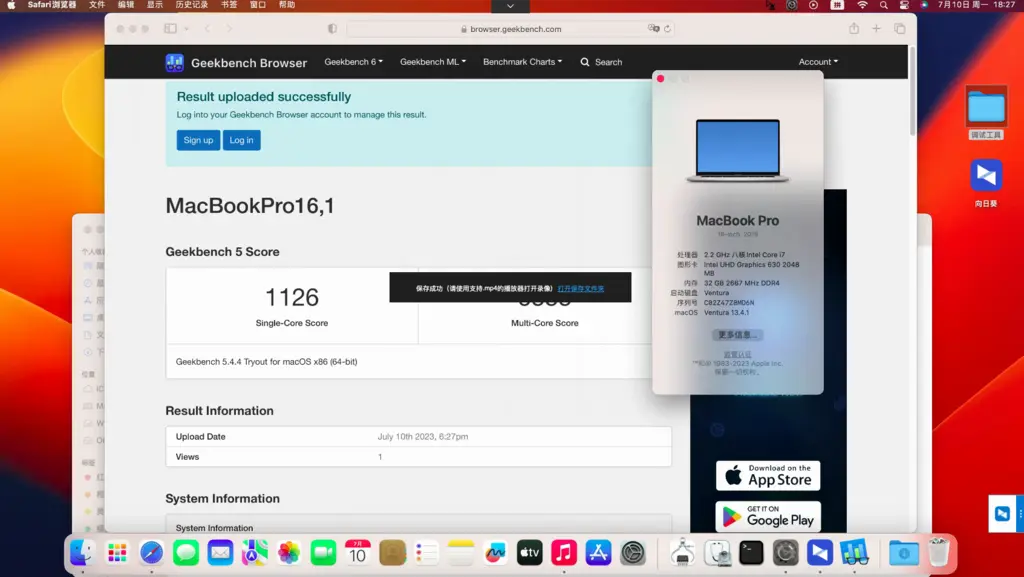 Safari浏览器 文件 编辑 显示 历史记录 书签 窗口 帮助
7月10日 周一 18:27
browser.geekbench.com
Geekbench Browser Geekbench 6 Geekbench ML Benchmark Charts Search Account
Result uploaded successfully
Log into your Geekbench Browser account to manage this result.
Sign up Log in
MacBookPro16,1
Geekbench 5 Score
1126
Single-Core Score
Multi-Core Score
Geekbench 5.4.4 Tryout for macOS x86 (64-bit)
保存成功（请使用支持.mp4的播放器打开录像） 打开保存文件夹
Result Information
Upload Date July 10th 2023, 6:27pm
Views 1
System Information
System Information
MacBook Pro
16-inch, 2019
处理器 2.2 GHz 八核 Intel Core i7
图形卡 Intel UHD Graphics 630 2048
MB
内存 32 GB 2667 MHz DDR4
启动磁盘 Ventura
序列号
macOS Ventura 13.4.1
更多信息...
监管认证
1983-2023 Apple Inc.
保留一切权利。
Download on the
App Store
GET IT ON
Google Play
调试工具
向日葵
个人收藏
位置
标签
7月
10
tv